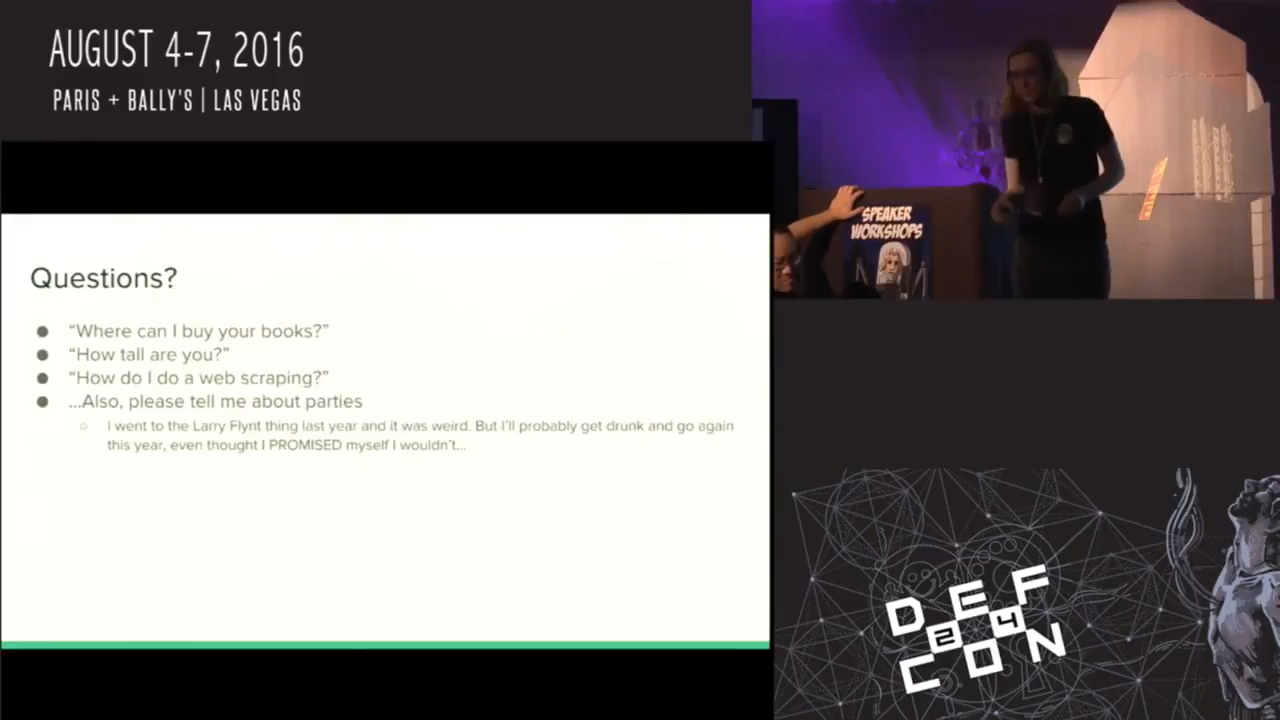 AUGUST 4-7, 2016
PARIS + BALLY'S | LAS VEGAS
SPEAKER
WORKSHOPS
Questions?
● “Where can I buy your books?”
● “How tall are you?”
● “How do I do a web scraping?”
● ...Also, please tell me about parties
○ I went to the Larry Flynt thing last year and it was weird. But I'll probably get drunk and go again
this year, even thought I PROMISED myself I wouldn't...
DEF
24
CON